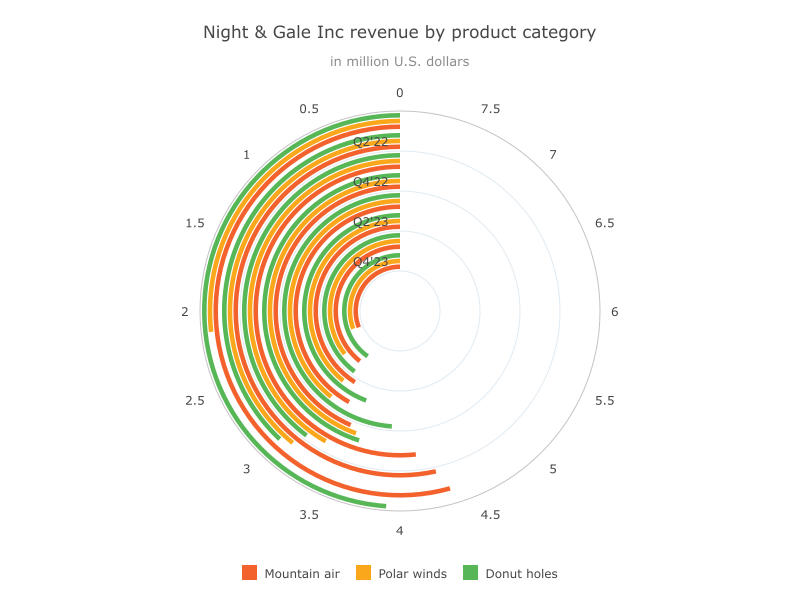 Night & Gale Inc revenue by product category
in million U.S. dollars
0
0.5
7.5
1
7
1.5
6.5
2
6
2.5
5.5
3
5
3.5
4.5
4
Q2'22
Q4'22
Q2'23
Q4'23
Mountain air
Polar winds
Donut holes